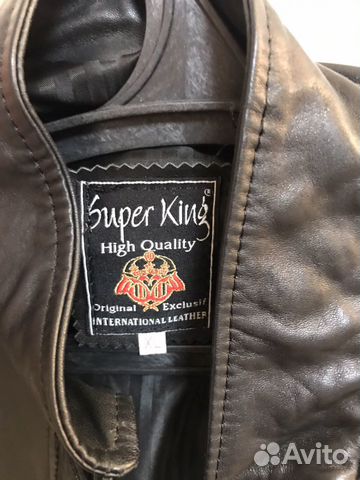 Super King®
High Quality
Original Exclusif
INTERNATIONAL LEATHER
XL
Avito